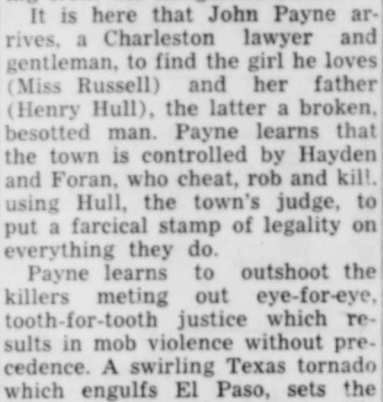 It is here that John Payne ar-
rives, a Charleston lawyer and
gentleman, to find the girl he loves
(Miss Russell) and her father
(Henry Hull), the latter a broken,
besotted man. Payne learns that
the town is controlled by Hayden
and Foran, who cheat, rob and kill,
using Hull, the town's judge, to
put a farcical stamp of legality on
everything they do.
Payne learns to outshoot the
killers meting out eye-for-eye,
tooth-for-tooth justice which re-
sults in mob violence without pre-
cedence. A swirling Texas tornado
which engulfs El Paso, sets the